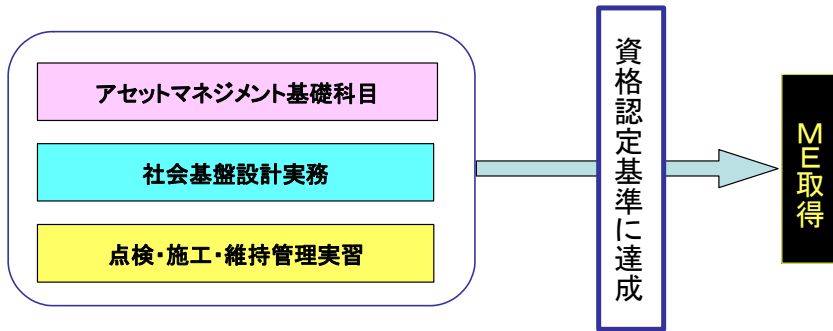 アセットマネジメント基礎科目
社会基盤設計実務
点検・施工・維持管理実習
資格認定基準に達成
ＭＥ取得